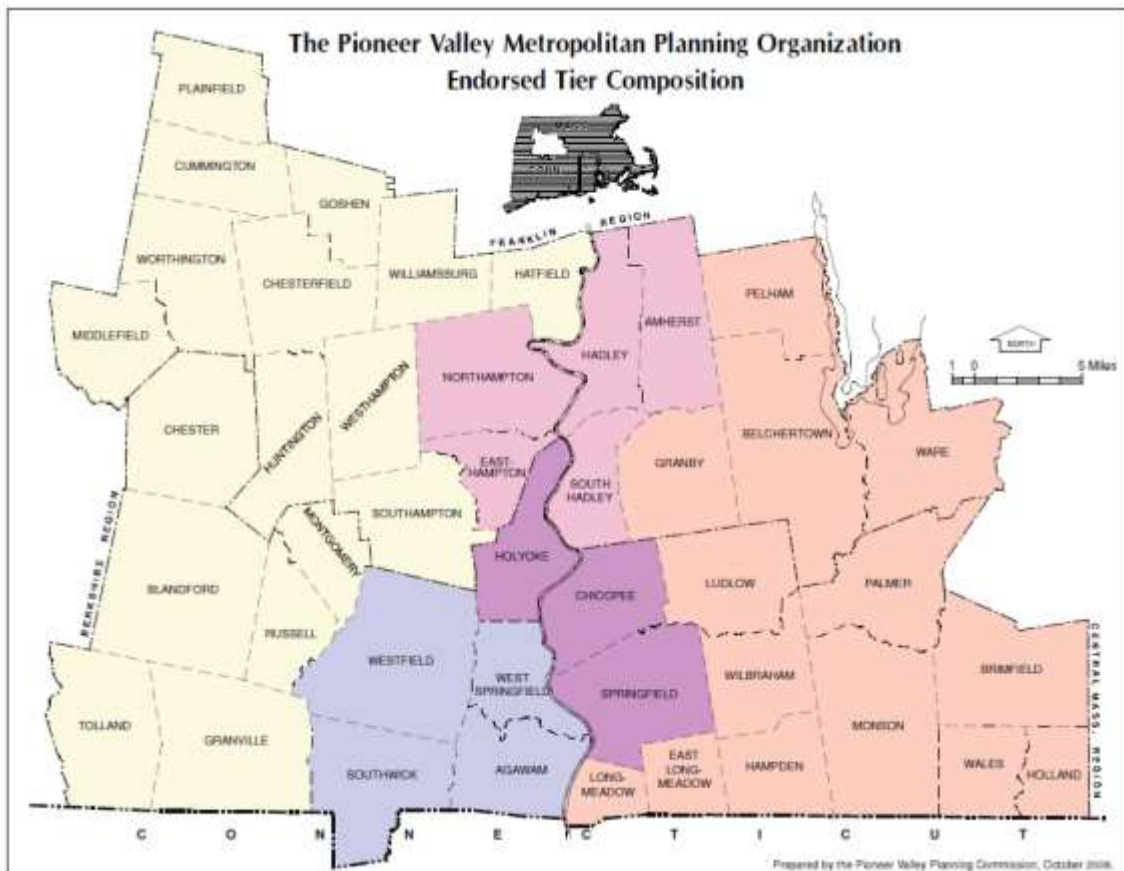 The Pioneer Valley Metropolitan Planning Organization
Endorsed Tier Composition
PLAINFIELD
CUMMINGTON
GOSHEN
FRANKLIN REGION
WORTHINGTON
CHESTERFIELD
WILLIAMSBURG
HATFIELD
PELHAM
AMHERST
MIDDLEFIELD
HADLEY
NORTH
1 0 5 Miles
NORTHAMPTON
WESTHAMPTON
CHESTER
HUNTINGTON
BELCHERTOWN
WARE
EAST-
HAMPTON
GRANBY
SOUTH
HADLEY
SOUTHAMPTON
MONTGOMERY
HOLYOKE
BERKSHIRE REGION
BLANDFORD
CHICOPEE
LUDLOW
PALMER
RUSSELL
WESTFIELD
WEST
SPRINGFIELD
SPRINGFIELD
WILBRAHAM
BRIMFIELD
CENTRAL MASS. REGION
TOLLAND
GRANVILLE
MONSON
SOUTHWICK
AGAWAM
LONG-
MEADOW
EAST
LONG-
MEADOW
HAMPDEN
WALES
HOLLAND
CONNECTICUT
Prepared by the Pioneer Valley Planning Commission, October 2006.